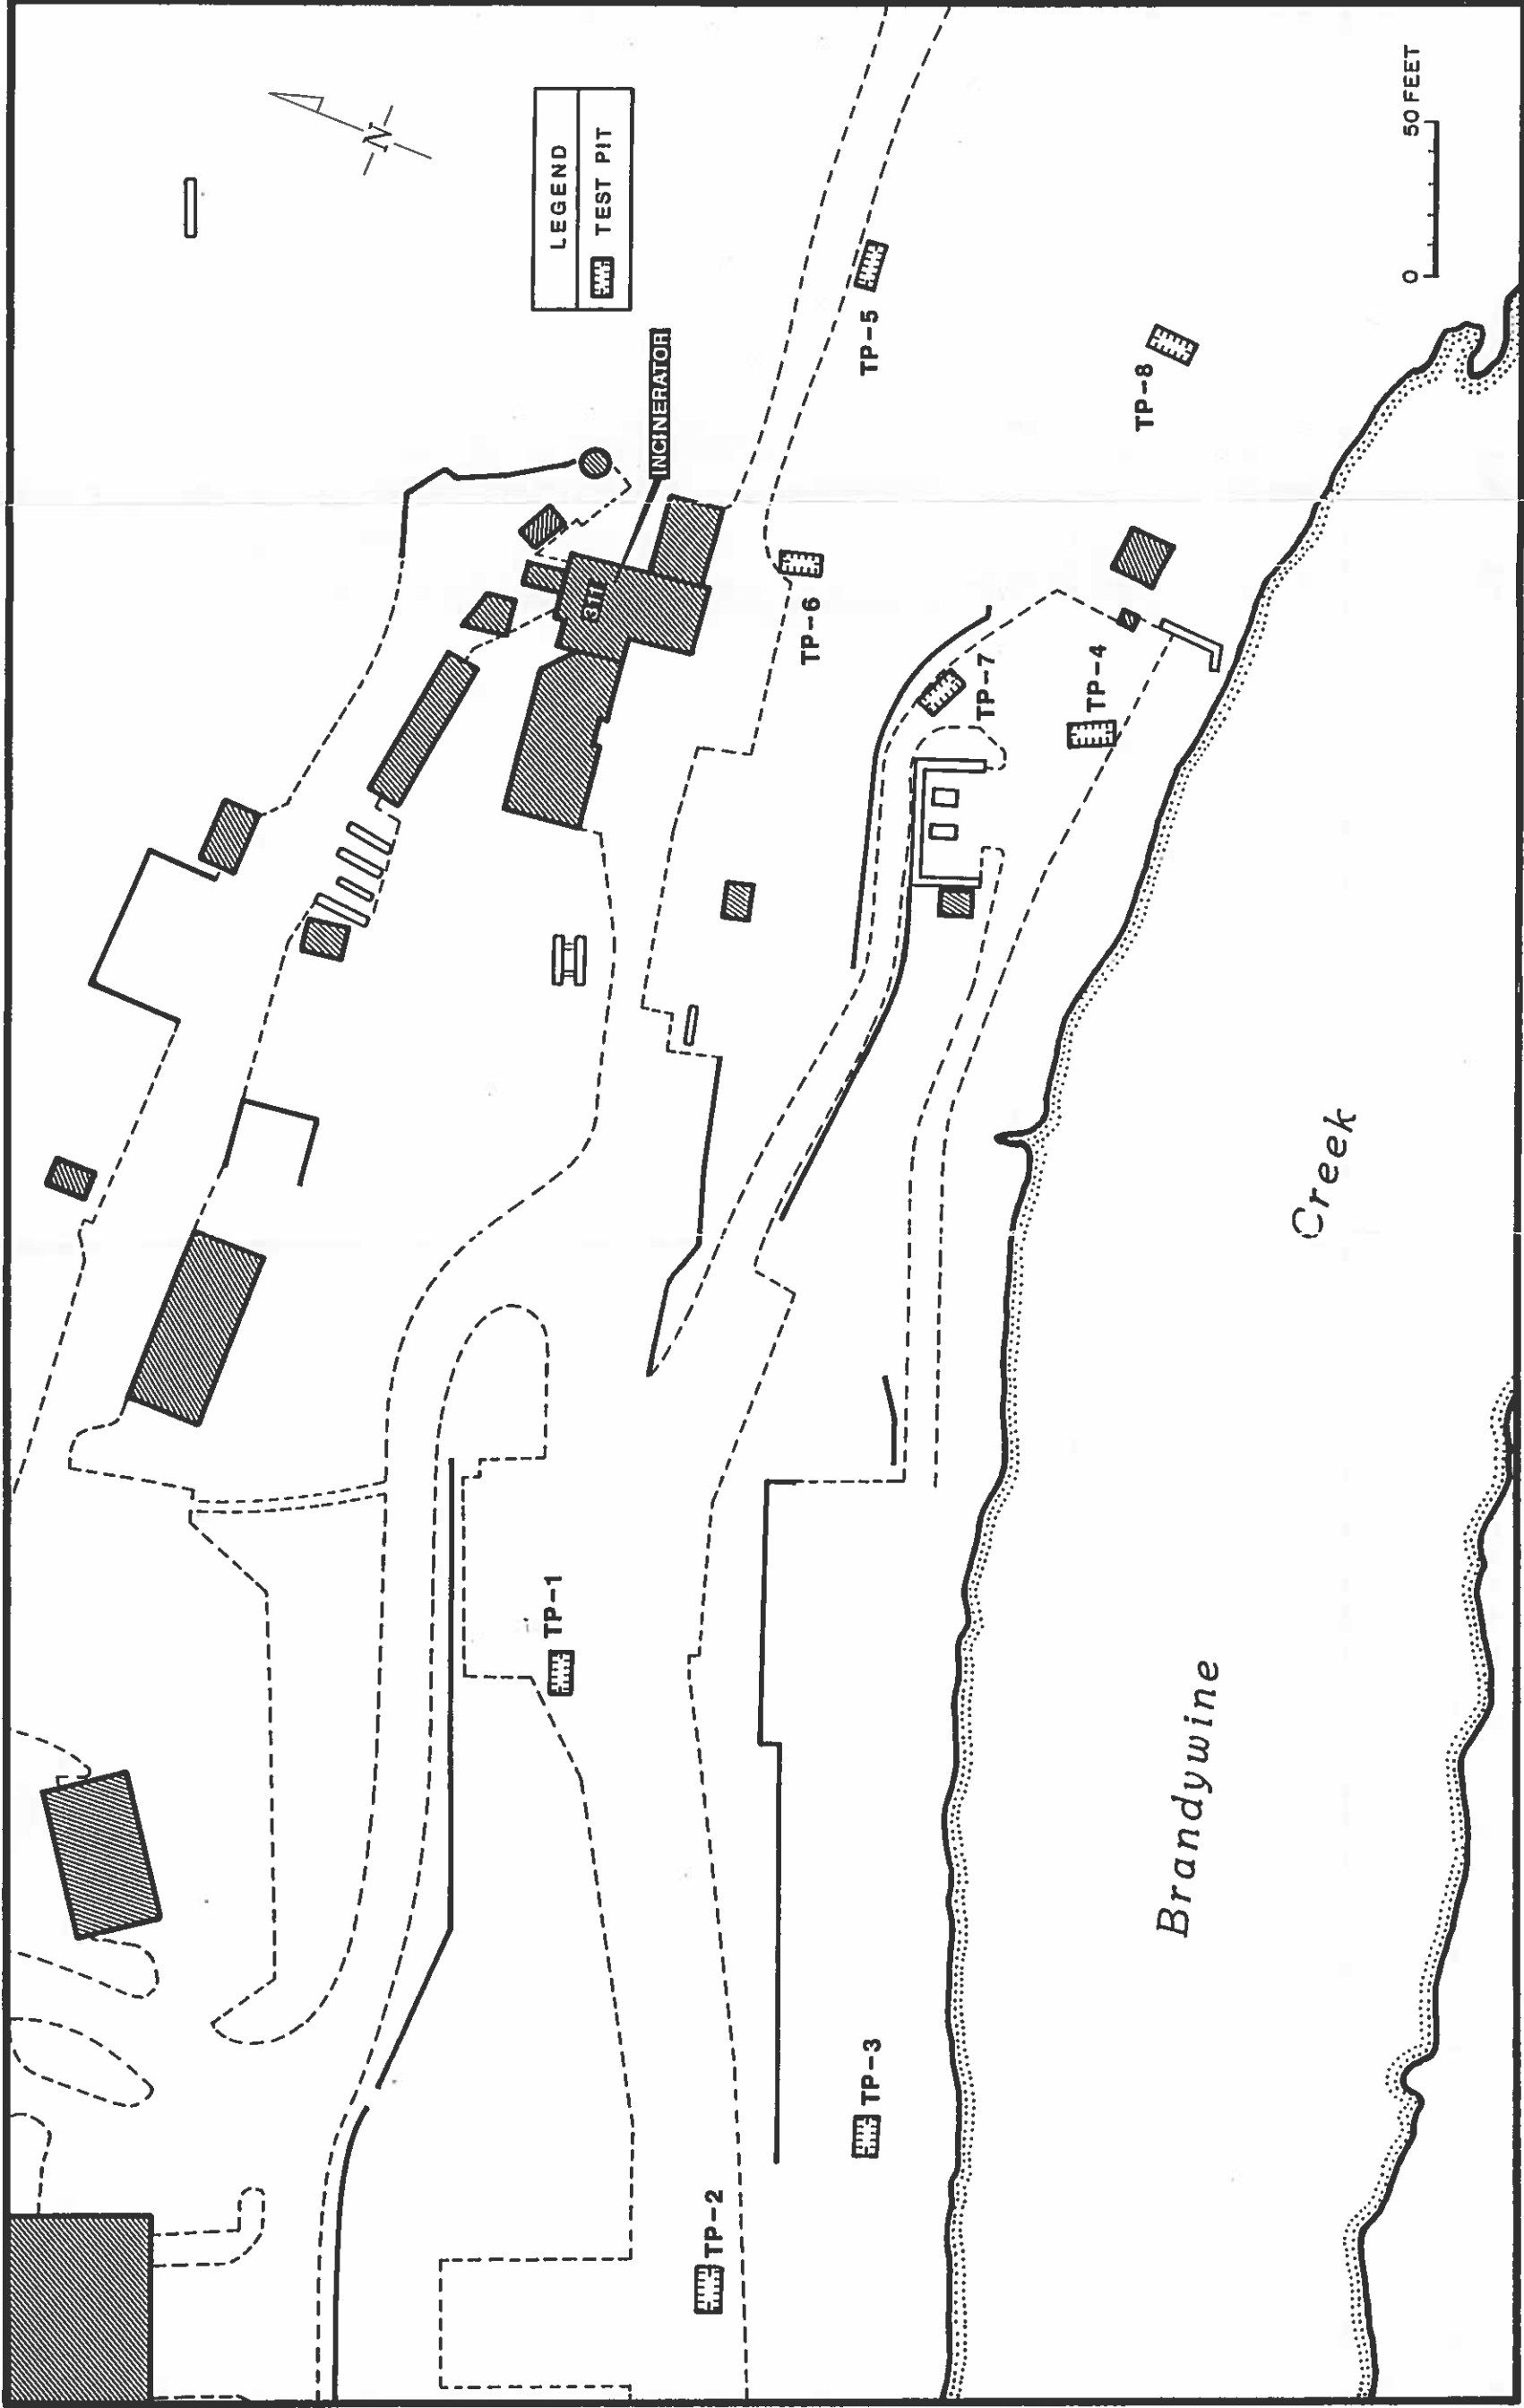 N
LEGEND
TEST PIT
INCINERATOR
311
TP-1
TP-2
TP-3
TP-4
TP-5
TP-6
TP-7
TP-8
Brandywine
Creek
0 50 FEET